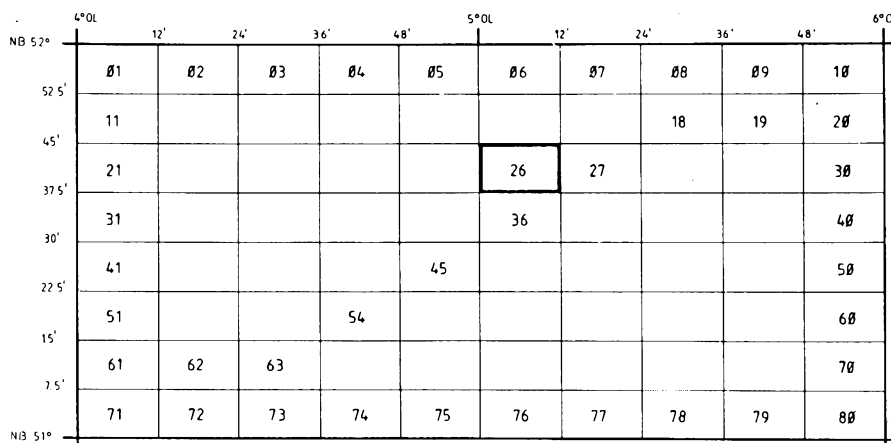 4°OL 5°OL 6°O
12' 24' 36' 48' 12' 24' 36' 48'
NB 52°
Ø1 Ø2 Ø3 Ø4 Ø5 Ø6 Ø7 Ø8 Ø9 1Ø
52 5'
11 18 19 2Ø
45'
21 26 27 3Ø
37 5'
31 36 4Ø
30'
41 45 5Ø
22 5'
51 54 6Ø
15'
61 62 63 7Ø
7 5'
71 72 73 74 75 76 77 78 79 8Ø
NB 51°